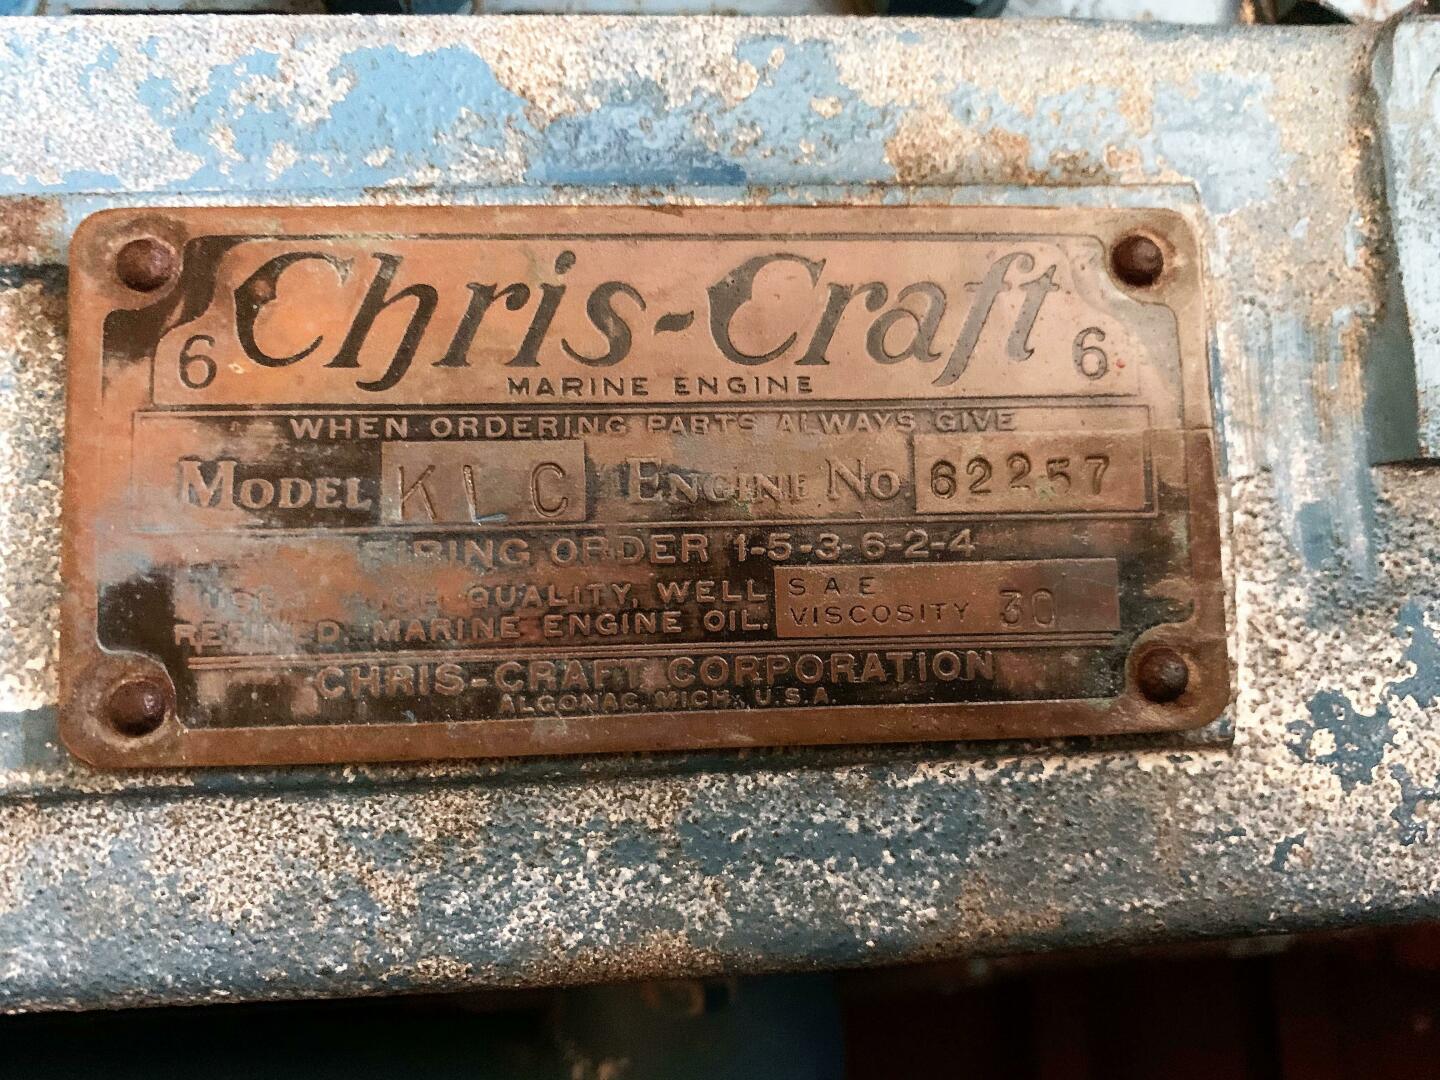 6 Chris-Craft 6
MARINE ENGINE
WHEN ORDERING PARTS ALWAYS GIVE
MODEL KLC ENGINE No 62257
FIRING ORDER 1-5-3-6-2-4
QUALITY, WELL
REFINED, MARINE ENGINE OIL.
SAE
VISCOSITY 30
CHRIS-CRAFT CORPORATION
ALGONAC, MICH. U.S.A.